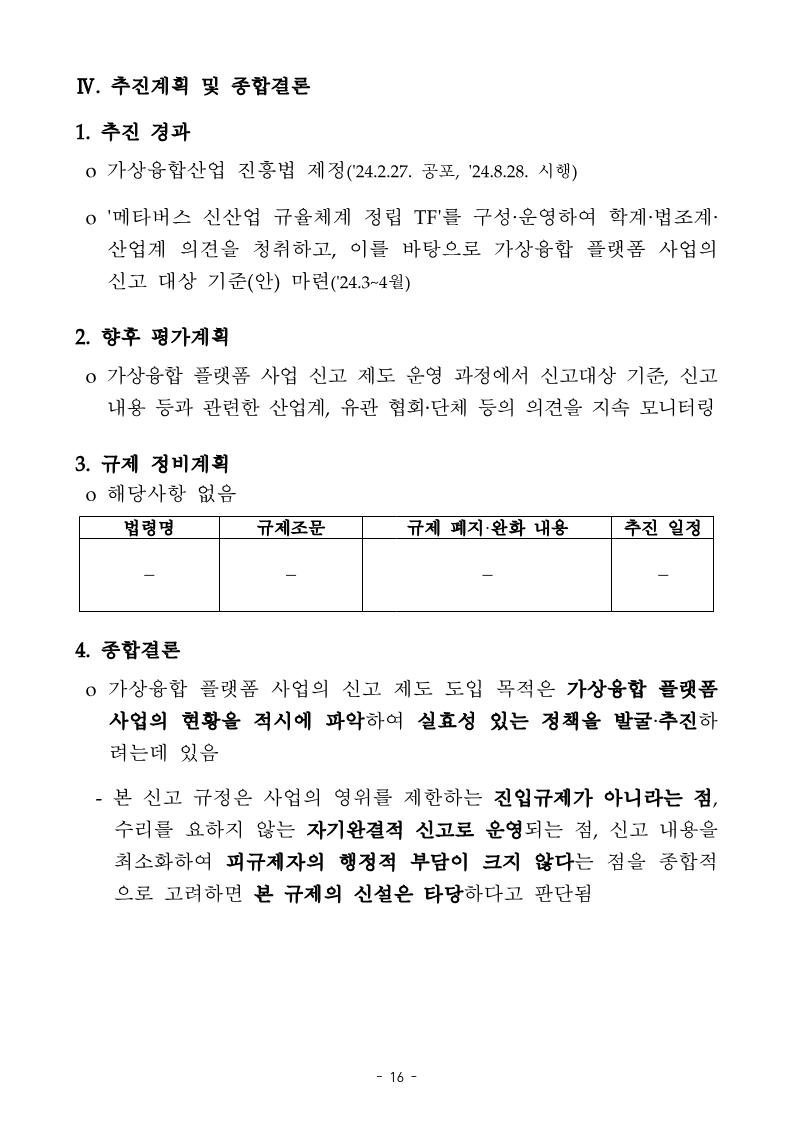 Ⅳ. 추진계획 및 종합결론
1. 추진 경과
o 가상융합산업 진흥법 제정('24.2.27. 공포, '24.8.28. 시행)
o '메타버스 신산업 규율체계 정립 TF'를 구성·운영하여 학계·법조계·
산업계 의견을 청취하고, 이를 바탕으로 가상융합 플랫폼 사업의
신고 대상 기준(안) 마련('24.3~4월)
2. 향후 평가계획
o 가상융합 플랫폼 사업 신고 제도 운영 과정에서 신고대상 기준, 신고
내용 등과 관련한 산업계, 유관 협회·단체 등의 의견을 지속 모니터링
3. 규제 정비계획
o 해당사항 없음
법령명 규제조문 규제 폐지·완화 내용 추진 일정
– – – –
4. 종합결론
o 가상융합 플랫폼 사업의 신고 제도 도입 목적은 가상융합 플랫폼
사업의 현황을 적시에 파악하여 실효성 있는 정책을 발굴·추진하
려는데 있음
- 본 신고 규정은 사업의 영위를 제한하는 진입규제가 아니라는 점,
수리를 요하지 않는 자기완결적 신고로 운영되는 점, 신고 내용을
최소화하여 피규제자의 행정적 부담이 크지 않다는 점을 종합적
으로 고려하면 본 규제의 신설은 타당하다고 판단됨
- 16 -